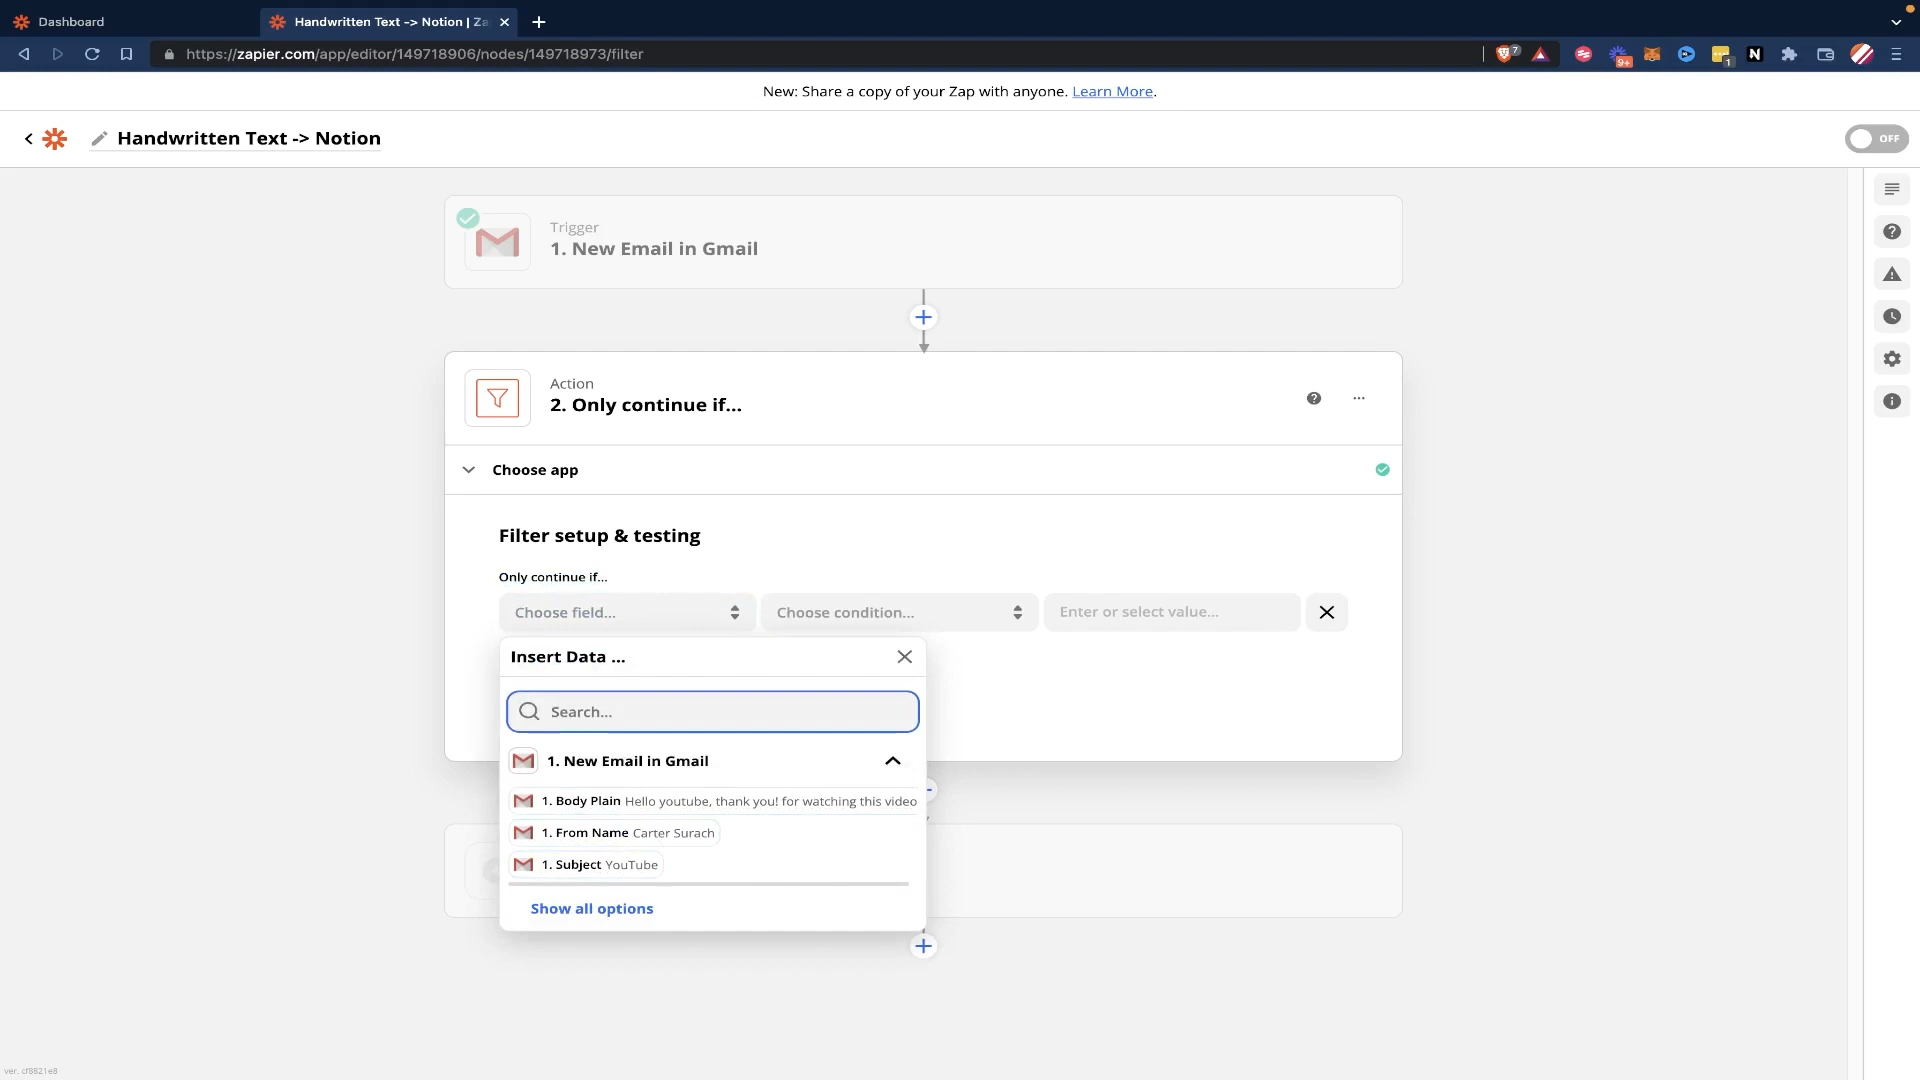 Dashboard
Handwritten Text -> Notion | Za
https://zapier.com/app/editor/149718906/nodes/149718973/filter
7
9+
1
N
New: Share a copy of your Zap with anyone. Learn More.
Handwritten Text -> Notion
OFF
Trigger
1. New Email in Gmail
Action
2. Only continue if...
Choose app
Filter setup & testing
Only continue if...
Choose field...
Choose condition...
Enter or select value...
Insert Data ...
Search...
1. New Email in Gmail
1. Body Plain Hello youtube, thank you! for watching this video
1. From Name Carter Surach
1. Subject YouTube
Show all options
ver. cf8821e8